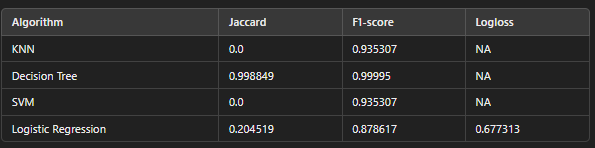 Algorithm Jaccard F1-score Logloss
KNN 0.0 0.935307 NA
Decision Tree 0.998849 0.99995 NA
SVM 0.0 0.935307 NA
Logistic Regression 0.204519 0.878617 0.677313